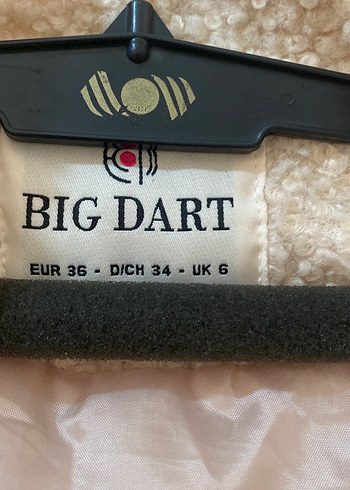 BIG DART
EUR 36 - D/CH 34 - UK 6